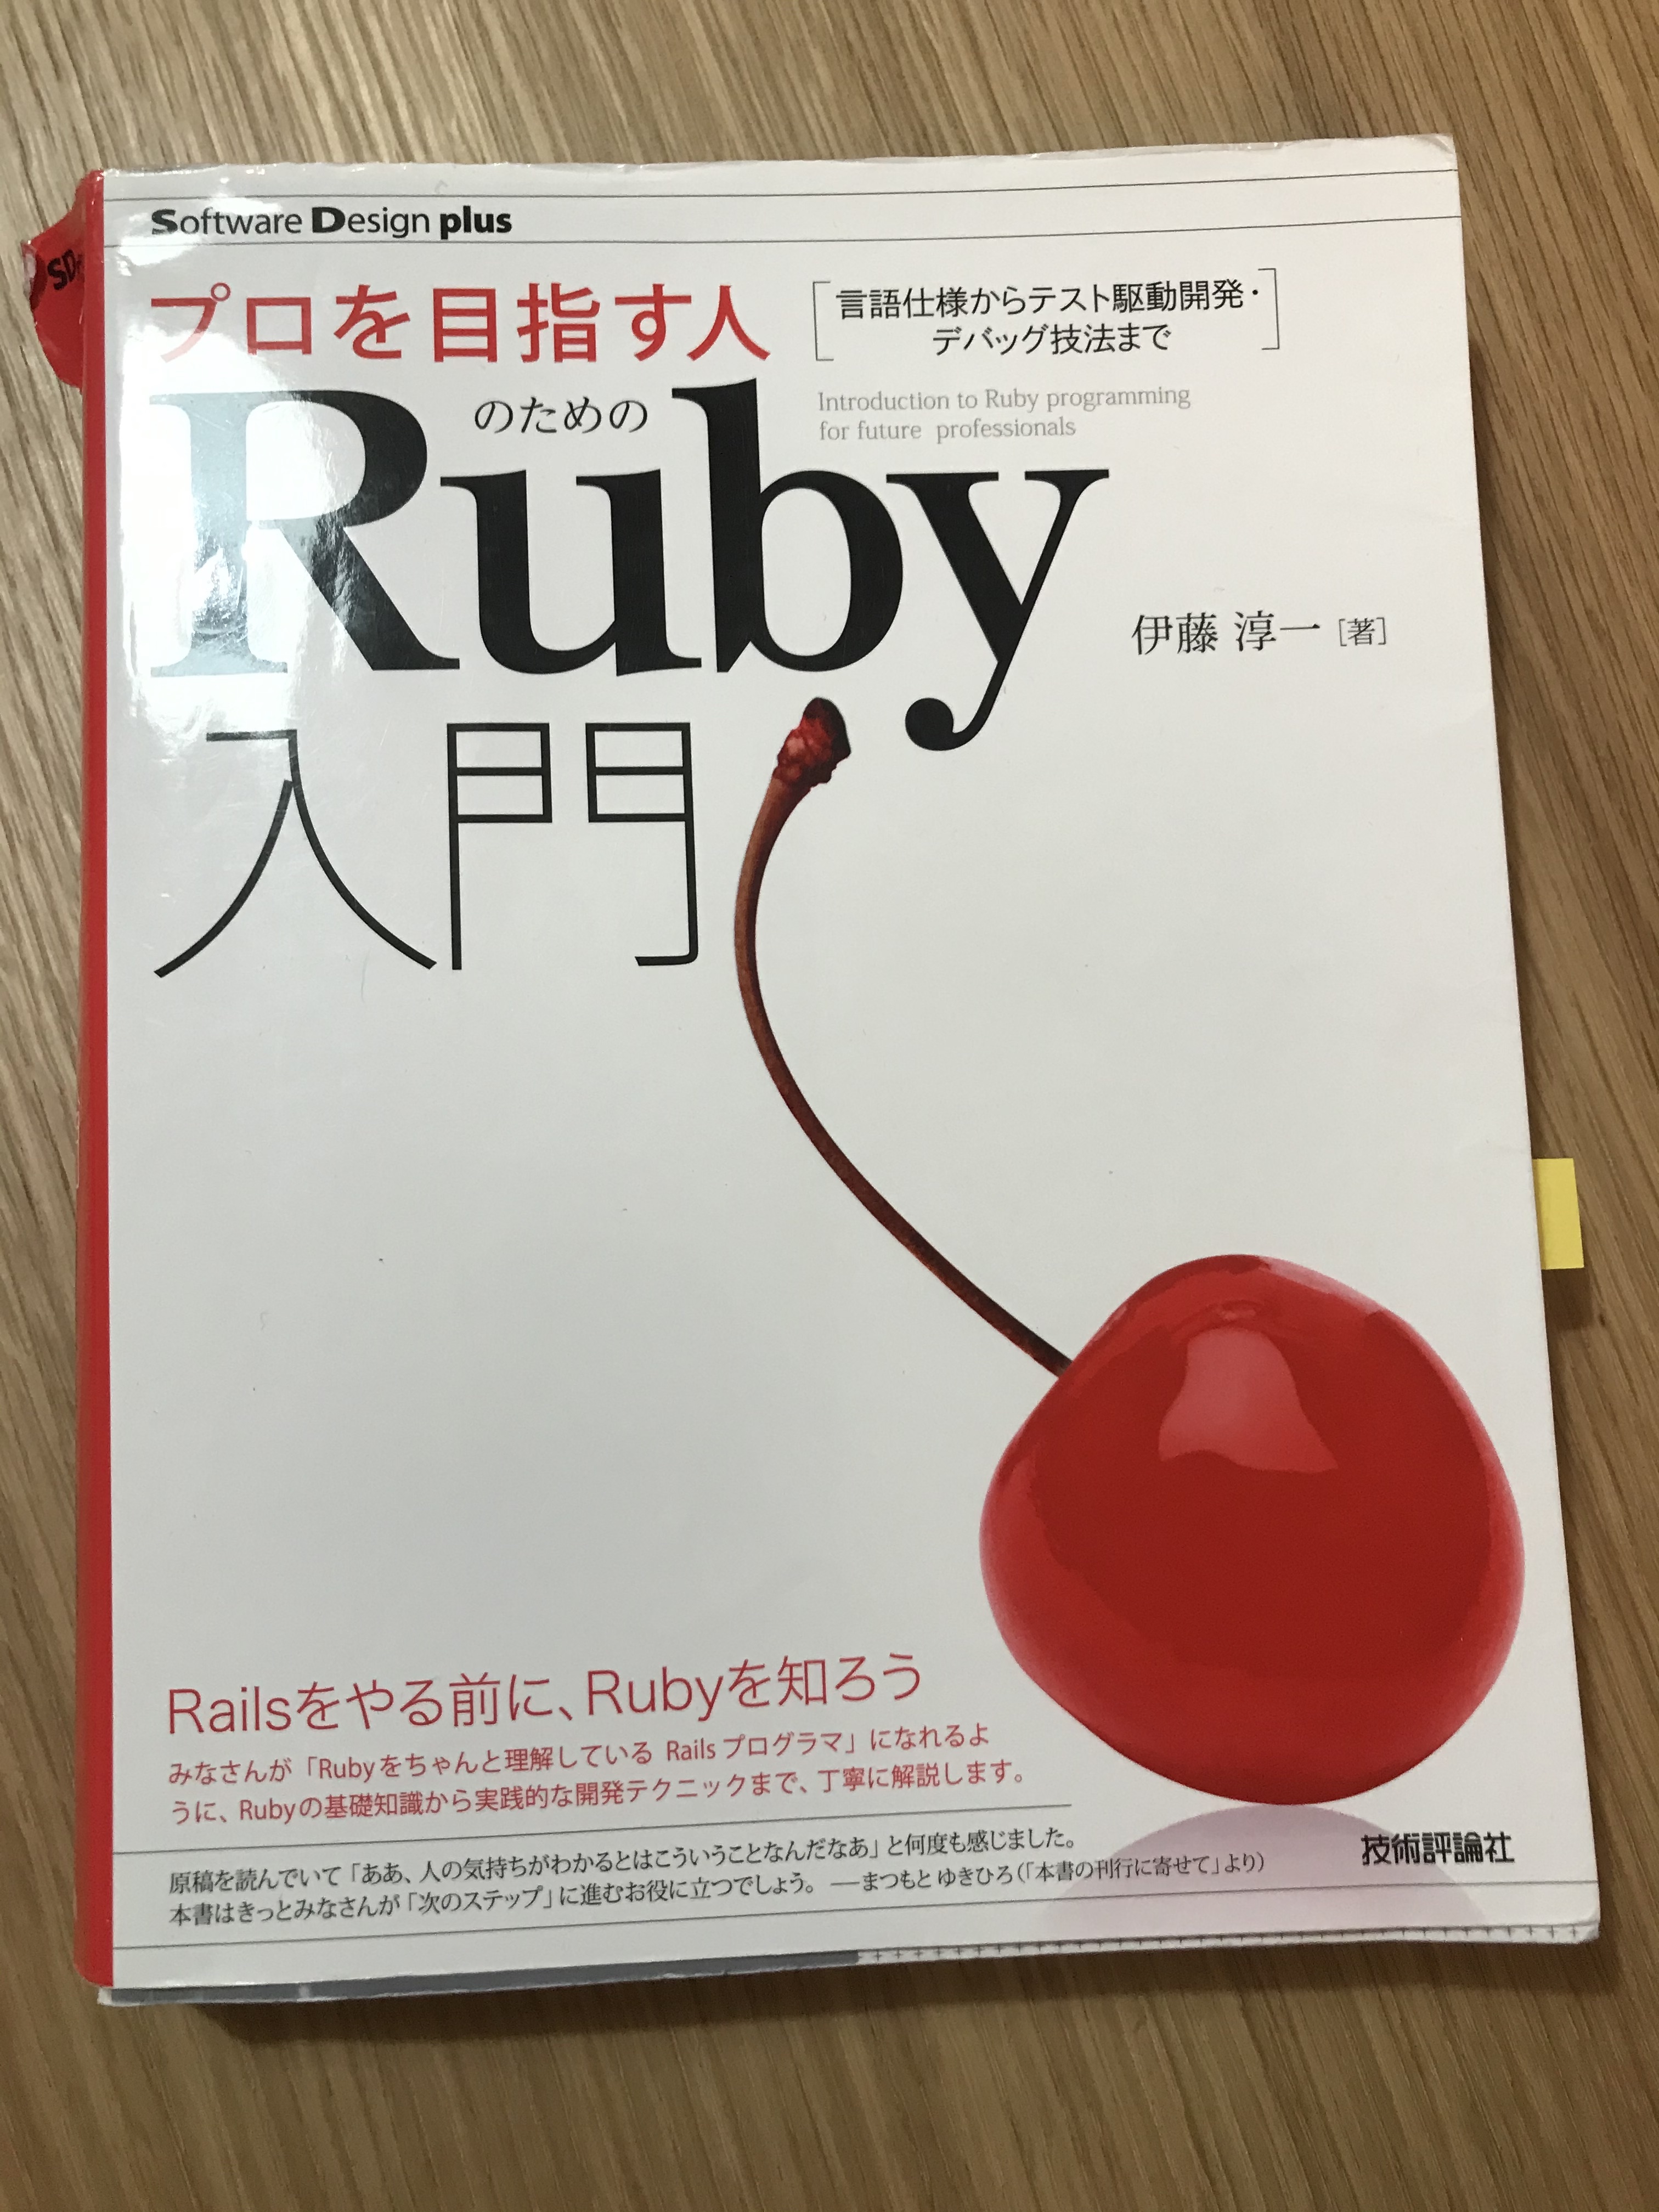 Software Design plus
SD
プロを目指す人
のための
Ruby
入門
言語仕様からテスト駆動開発・
デバッグ技法まで
Introduction to Ruby programming
for future professionals
伊藤 淳一 [著]
Railsをやる前に、Rubyを知ろう
みなさんが「Rubyをちゃんと理解している Rails プログラマ」になれるよ
うに、Rubyの基礎知識から実践的な開発テクニックまで、丁寧に解説します。
原稿を読んでいて「ああ、人の気持ちがわかるとはこういうことなんだなあ」と何度も感じました。
本書はきっとみなさんが「次のステップ」に進むお役に立つでしょう。 ──まつもと ゆきひろ(「本書の刊行に寄せて」より)
技術評論社